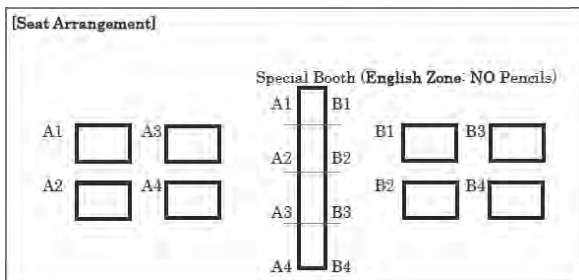 [Seat Arrangement]
Special Booth (English Zone: NO Pencils)
A1 B1
A1 A3 B1 B3
A2 B2
A2 A4 B2 B4
A3 B3
A4 B4